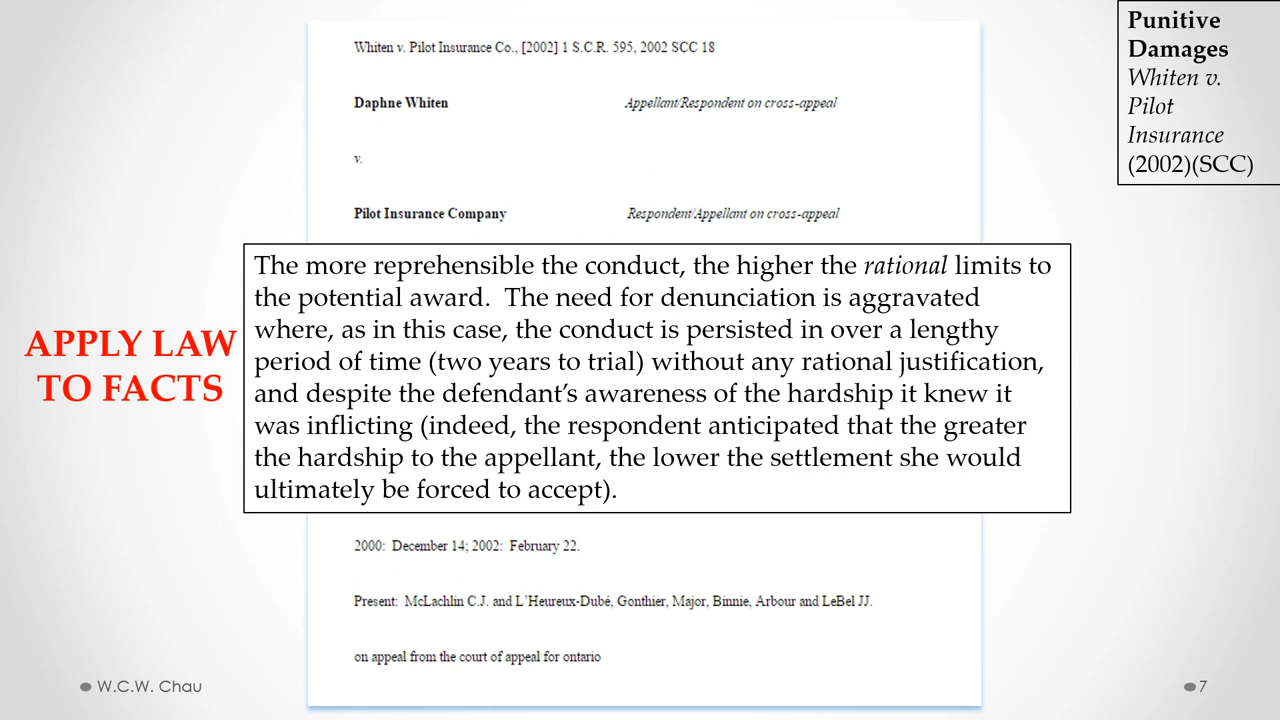 Whiten v. Pilot Insurance Co., [2002] 1 S.C.R. 595, 2002 SCC 18
Daphne Whiten Appellant/Respondent on cross-appeal
v.
Pilot Insurance Company Respondent/Appellant on cross-appeal
Punitive
Damages
Whiten v.
Pilot
Insurance
(2002)(SCC)
APPLY LAW
TO FACTS
The more reprehensible the conduct, the higher the rational limits to
the potential award.  The need for denunciation is aggravated
where, as in this case, the conduct is persisted in over a lengthy
period of time (two years to trial) without any rational justification,
and despite the defendant’s awareness of the hardship it knew it
was inflicting (indeed, the respondent anticipated that the greater
the hardship to the appellant, the lower the settlement she would
ultimately be forced to accept).
2000:  December 14; 2002:  February 22.
Present:  McLachlin C.J. and L’Heureux-Dubé, Gonthier, Major, Binnie, Arbour and LeBel JJ.
on appeal from the court of appeal for ontario
W.C.W. Chau
7